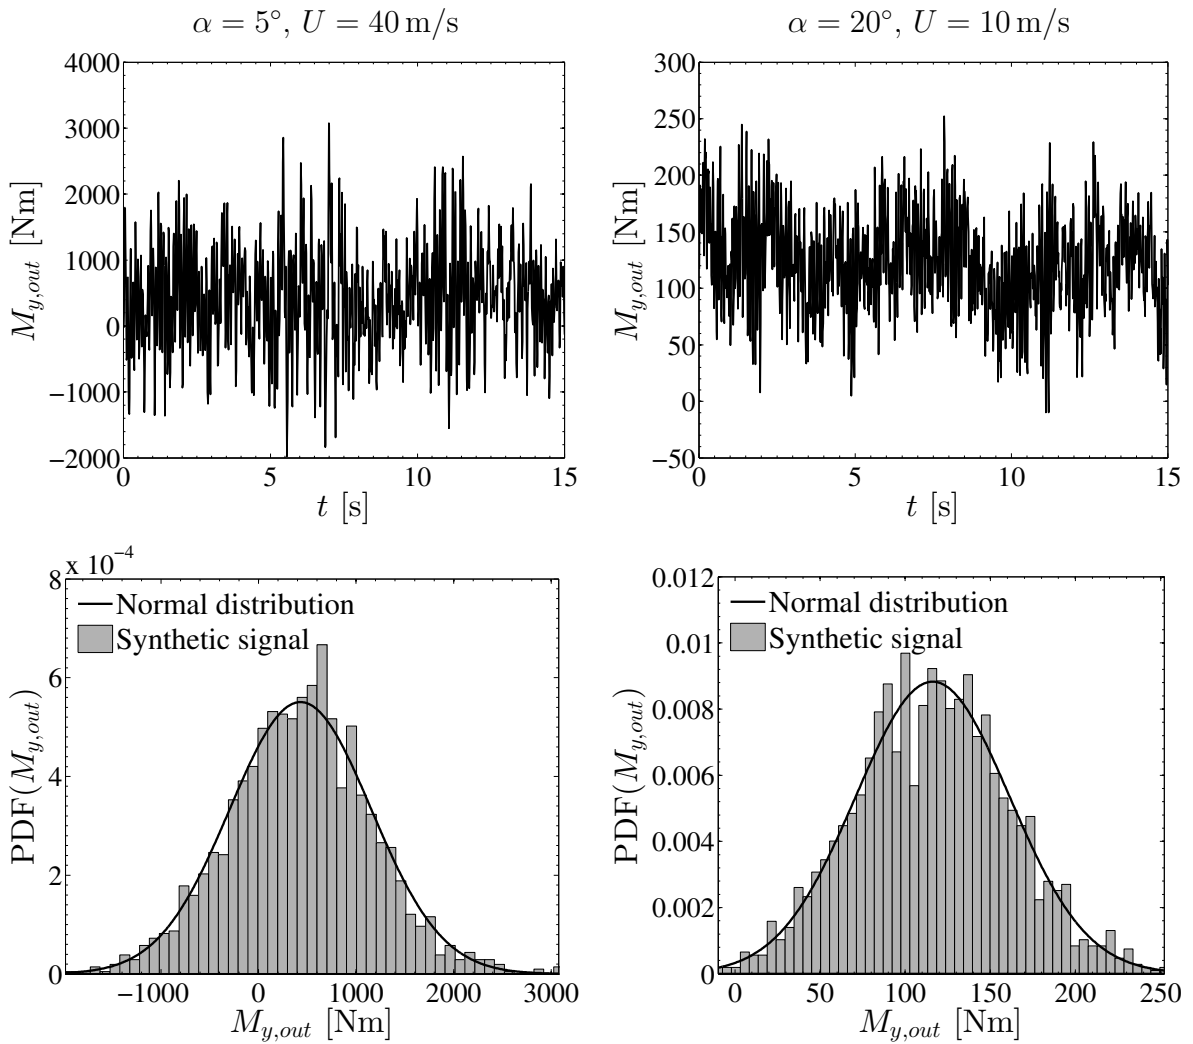 α = 5°, U = 40 m/s
4000
3000
2000
1000
0
−1000
−2000
M_{y,out} [Nm]
0 5 10 15
t [s]
α = 20°, U = 10 m/s
300
250
200
150
100
50
0
−50
M_{y,out} [Nm]
0 5 10 15
t [s]
x 10^{−4}
8
6
4
2
0
PDF(M_{y,out})
Normal distribution
Synthetic signal
−1000 0 1000 2000 3000
M_{y,out} [Nm]
0.012
0.01
0.008
0.006
0.004
0.002
0
PDF(M_{y,out})
Normal distribution
Synthetic signal
0 50 100 150 200 250
M_{y,out} [Nm]